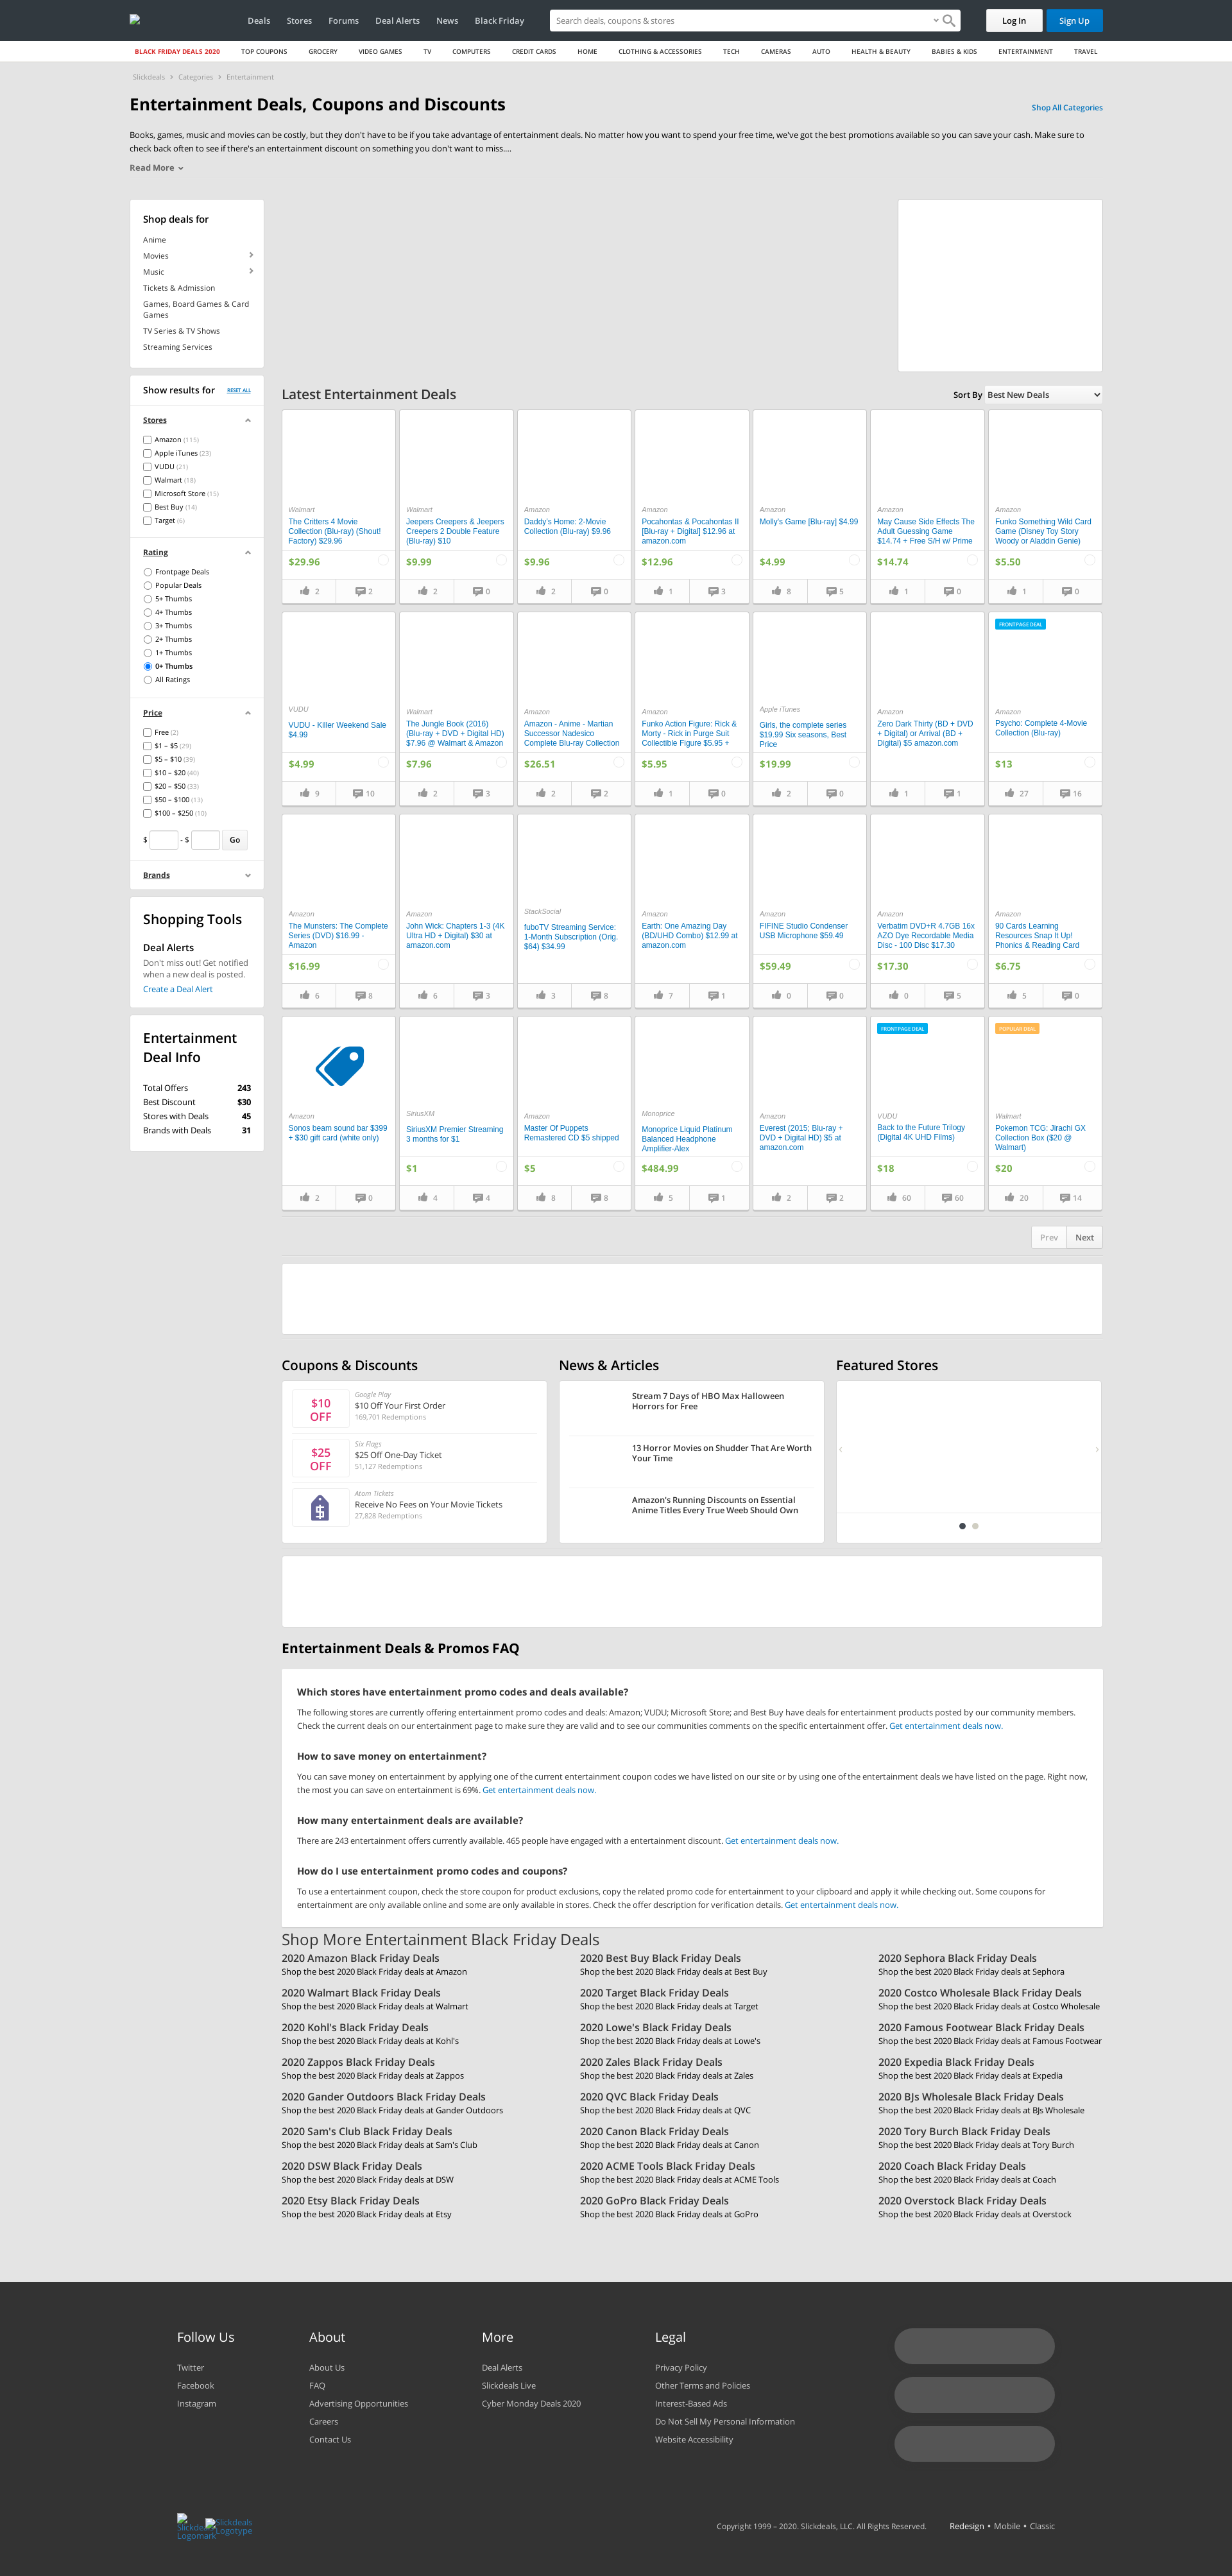 Deals Stores Forums Deal Alerts News Black Friday
Search deals, coupons & stores
Log In
Sign Up
BLACK FRIDAY DEALS 2020 TOP COUPONS GROCERY VIDEO GAMES TV COMPUTERS CREDIT CARDS HOME CLOTHING & ACCESSORIES TECH CAMERAS AUTO HEALTH & BEAUTY BABIES & KIDS ENTERTAINMENT TRAVEL
Slickdeals > Categories > Entertainment
Entertainment Deals, Coupons and Discounts
Shop All Categories
Books, games, music and movies can be costly, but they don't have to be if you take advantage of entertainment deals. No matter how you want to spend your free time, we've got the best promotions available so you can save your cash. Make sure to
check back often to see if there's an entertainment discount on something you don't want to miss....
Read More
Shop deals for
Anime
Movies
Music
Tickets & Admission
Games, Board Games & Card
Games
TV Series & TV Shows
Streaming Services
Show results for RESET ALL
Stores
Amazon (115)
Apple iTunes (23)
VUDU (21)
Walmart (18)
Microsoft Store (15)
Best Buy (14)
Target (6)
Rating
Frontpage Deals
Popular Deals
5+ Thumbs
4+ Thumbs
3+ Thumbs
2+ Thumbs
1+ Thumbs
0+ Thumbs
All Ratings
Price
Free (2)
$1 – $5 (29)
$5 – $10 (39)
$10 – $20 (40)
$20 – $50 (33)
$50 – $100 (13)
$100 – $250 (10)
$ - $ Go
Brands
Shopping Tools
Deal Alerts
Don't miss out! Get notified
when a new deal is posted.
Create a Deal Alert
Entertainment
Deal Info
Total Offers 243
Best Discount $30
Stores with Deals 45
Brands with Deals 31
Latest Entertainment Deals
Sort By Best New Deals
Walmart
The Critters 4 Movie
Collection (Blu-ray) (Shout!
Factory) $29.96
$29.96
2 2
Walmart
Jeepers Creepers & Jeepers
Creepers 2 Double Feature
(Blu-ray) $10
$9.99
2 0
Amazon
Daddy's Home: 2-Movie
Collection (Blu-ray) $9.96
$9.96
2 0
Amazon
Pocahontas & Pocahontas II
[Blu-ray + Digital] $12.96 at
amazon.com
$12.96
1 3
Amazon
Molly's Game [Blu-ray] $4.99
$4.99
8 5
Amazon
May Cause Side Effects The
Adult Guessing Game
$14.74 + Free S/H w/ Prime
$14.74
1 0
Amazon
Funko Something Wild Card
Game (Disney Toy Story
Woody or Aladdin Genie)
$5.50
1 0
VUDU
VUDU - Killer Weekend Sale
$4.99
$4.99
9 10
Walmart
The Jungle Book (2016)
(Blu-ray + DVD + Digital HD)
$7.96 @ Walmart & Amazon
$7.96
2 3
Amazon
Amazon - Anime - Martian
Successor Nadesico
Complete Blu-ray Collection
$26.51
2 2
Amazon
Funko Action Figure: Rick &
Morty - Rick in Purge Suit
Collectible Figure $5.95 +
$5.95
1 0
Apple iTunes
Girls, the complete series
$19.99 Six seasons, Best
Price
$19.99
2 0
Amazon
Zero Dark Thirty (BD + DVD
+ Digital) or Arrival (BD +
Digital) $5 amazon.com
1 1
FRONTPAGE DEAL
Amazon
Psycho: Complete 4-Movie
Collection (Blu-ray)
$13
27 16
Amazon
The Munsters: The Complete
Series (DVD) $16.99 -
Amazon
$16.99
6 8
Amazon
John Wick: Chapters 1-3 (4K
Ultra HD + Digital) $30 at
amazon.com
6 3
StackSocial
fuboTV Streaming Service:
1-Month Subscription (Orig.
$64) $34.99
3 8
Amazon
Earth: One Amazing Day
(BD/UHD Combo) $12.99 at
amazon.com
7 1
Amazon
FIFINE Studio Condenser
USB Microphone $59.49
$59.49
0 0
Amazon
Verbatim DVD+R 4.7GB 16x
AZO Dye Recordable Media
Disc - 100 Disc $17.30
$17.30
0 5
Amazon
90 Cards Learning
Resources Snap It Up!
Phonics & Reading Card
$6.75
5 0
Amazon
Sonos beam sound bar $399
+ $30 gift card (white only)
2 0
SiriusXM
SiriusXM Premier Streaming
3 months for $1
$1
4 4
Amazon
Master Of Puppets
Remastered CD $5 shipped
$5
8 8
Monoprice
Monoprice Liquid Platinum
Balanced Headphone
Amplifier-Alex
$484.99
5 1
Amazon
Everest (2015; Blu-ray +
DVD + Digital HD) $5 at
amazon.com
2 2
FRONTPAGE DEAL
VUDU
Back to the Future Trilogy
(Digital 4K UHD Films)
$18
60 60
POPULAR DEAL
Walmart
Pokemon TCG: Jirachi GX
Collection Box ($20 @
Walmart)
$20
20 14
Prev Next
Coupons & Discounts
$10
OFF
Google Play
$10 Off Your First Order
169,701 Redemptions
$25
OFF
Six Flags
$25 Off One-Day Ticket
51,127 Redemptions
Atom Tickets
Receive No Fees on Your Movie Tickets
27,828 Redemptions
News & Articles
Stream 7 Days of HBO Max Halloween
Horrors for Free
13 Horror Movies on Shudder That Are Worth
Your Time
Amazon's Running Discounts on Essential
Anime Titles Every True Weeb Should Own
Featured Stores
Entertainment Deals & Promos FAQ
Which stores have entertainment promo codes and deals available?
The following stores are currently offering entertainment promo codes and deals: Amazon; VUDU; Microsoft Store; and Best Buy have deals for entertainment products posted by our community members.
Check the current deals on our entertainment page to make sure they are valid and to see our communities comments on the specific entertainment offer. Get entertainment deals now.
How to save money on entertainment?
You can save money on entertainment by applying one of the current entertainment coupon codes we have listed on our site or by using one of the entertainment deals we have listed on the page. Right now,
the most you can save on entertainment is 69%. Get entertainment deals now.
How many entertainment deals are available?
There are 243 entertainment offers currently available. 465 people have engaged with a entertainment discount. Get entertainment deals now.
How do I use entertainment promo codes and coupons?
To use a entertainment coupon, check the store coupon for product exclusions, copy the related promo code for entertainment to your clipboard and apply it while checking out. Some coupons for
entertainment are only available online and some are only available in stores. Check the offer description for verification details. Get entertainment deals now.
Shop More Entertainment Black Friday Deals
2020 Amazon Black Friday Deals
Shop the best 2020 Black Friday deals at Amazon
2020 Best Buy Black Friday Deals
Shop the best 2020 Black Friday deals at Best Buy
2020 Sephora Black Friday Deals
Shop the best 2020 Black Friday deals at Sephora
2020 Walmart Black Friday Deals
Shop the best 2020 Black Friday deals at Walmart
2020 Target Black Friday Deals
Shop the best 2020 Black Friday deals at Target
2020 Costco Wholesale Black Friday Deals
Shop the best 2020 Black Friday deals at Costco Wholesale
2020 Kohl's Black Friday Deals
Shop the best 2020 Black Friday deals at Kohl's
2020 Lowe's Black Friday Deals
Shop the best 2020 Black Friday deals at Lowe's
2020 Famous Footwear Black Friday Deals
Shop the best 2020 Black Friday deals at Famous Footwear
2020 Zappos Black Friday Deals
Shop the best 2020 Black Friday deals at Zappos
2020 Zales Black Friday Deals
Shop the best 2020 Black Friday deals at Zales
2020 Expedia Black Friday Deals
Shop the best 2020 Black Friday deals at Expedia
2020 Gander Outdoors Black Friday Deals
Shop the best 2020 Black Friday deals at Gander Outdoors
2020 QVC Black Friday Deals
Shop the best 2020 Black Friday deals at QVC
2020 BJs Wholesale Black Friday Deals
Shop the best 2020 Black Friday deals at BJs Wholesale
2020 Sam's Club Black Friday Deals
Shop the best 2020 Black Friday deals at Sam's Club
2020 Canon Black Friday Deals
Shop the best 2020 Black Friday deals at Canon
2020 Tory Burch Black Friday Deals
Shop the best 2020 Black Friday deals at Tory Burch
2020 DSW Black Friday Deals
Shop the best 2020 Black Friday deals at DSW
2020 ACME Tools Black Friday Deals
Shop the best 2020 Black Friday deals at ACME Tools
2020 Coach Black Friday Deals
Shop the best 2020 Black Friday deals at Coach
2020 Etsy Black Friday Deals
Shop the best 2020 Black Friday deals at Etsy
2020 GoPro Black Friday Deals
Shop the best 2020 Black Friday deals at GoPro
2020 Overstock Black Friday Deals
Shop the best 2020 Black Friday deals at Overstock
Follow Us
Twitter
Facebook
Instagram
About
About Us
FAQ
Advertising Opportunities
Careers
Contact Us
More
Deal Alerts
Slickdeals Live
Cyber Monday Deals 2020
Legal
Privacy Policy
Other Terms and Policies
Interest-Based Ads
Do Not Sell My Personal Information
Website Accessibility
Slickdeals
Logomark
Slickdeals
Logotype
Copyright 1999 – 2020. Slickdeals, LLC. All Rights Reserved.
Redesign • Mobile • Classic